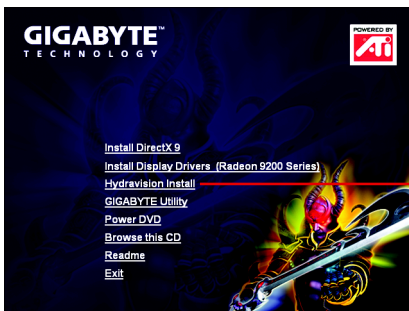 GIGABYTE™
TECHNOLOGY
POWERED BY
ATi
Install DirectX 9
Install Display Drivers (Radeon 9200 Series)
Hydravision Install
GIGABYTE Utility
Power DVD
Browse this CD
Readme
Exit